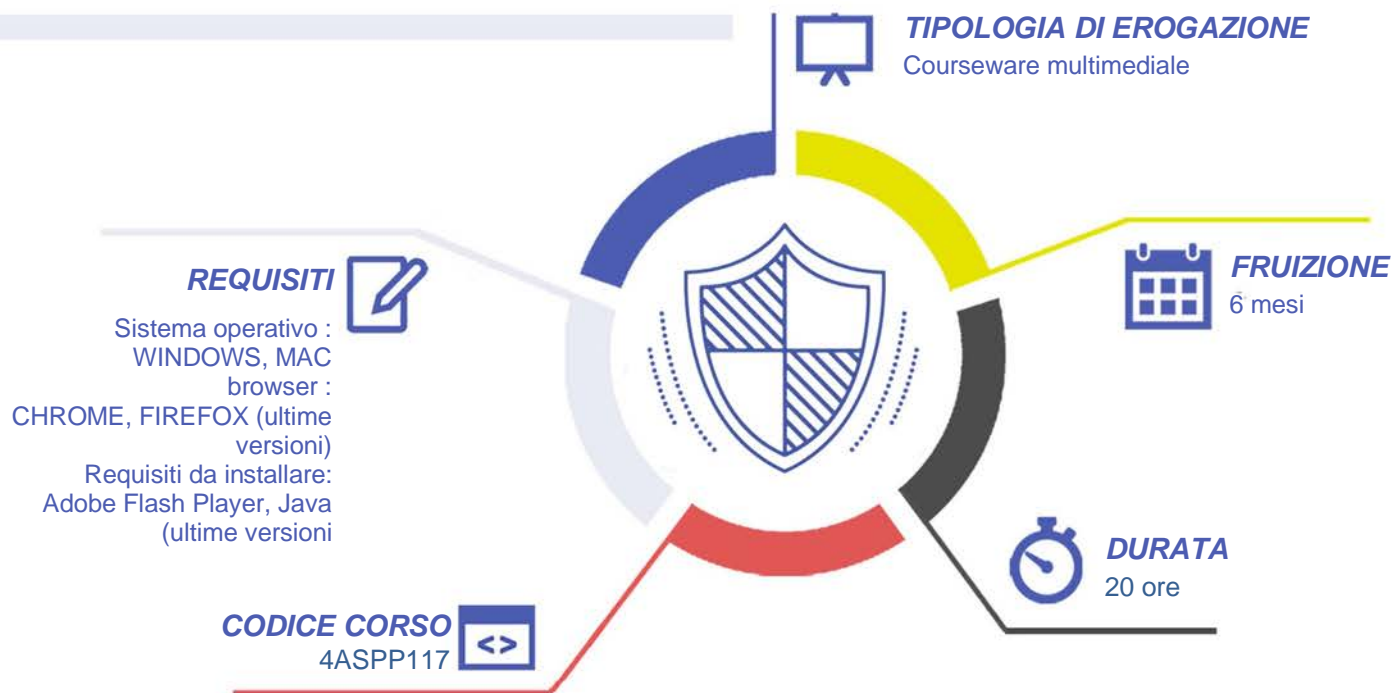 TIPOLOGIA DI EROGAZIONE
Courseware multimediale
REQUISITI
Sistema operativo :
WINDOWS, MAC
browser :
CHROME, FIREFOX (ultime
versioni)
Requisiti da installare:
Adobe Flash Player, Java
(ultime versioni
FRUIZIONE
6 mesi
DURATA
20 ore
CODICE CORSO
4ASPP117
<>